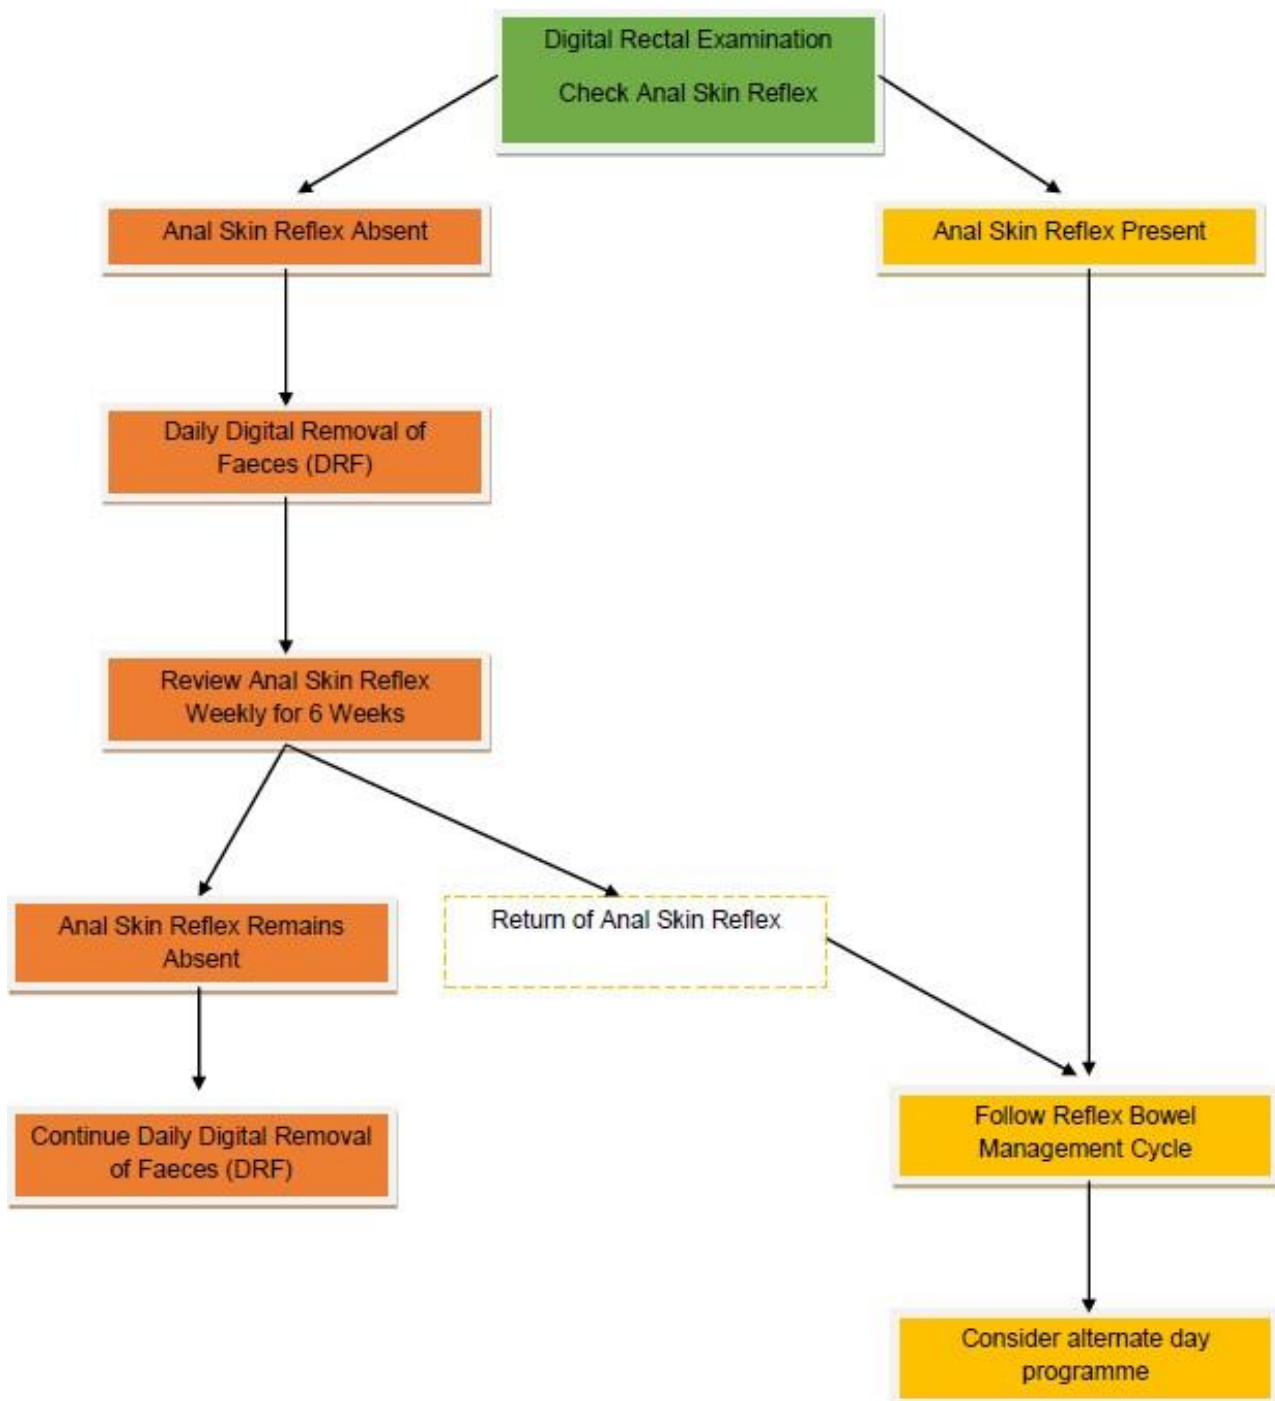 Digital Rectal Examination
Check Anal Skin Reflex
Anal Skin Reflex Absent
Anal Skin Reflex Present
Daily Digital Removal of
Faeces (DRF)
Review Anal Skin Reflex
Weekly for 6 Weeks
Anal Skin Reflex Remains
Absent
Return of Anal Skin Reflex
Continue Daily Digital Removal
of Faeces (DRF)
Follow Reflex Bowel
Management Cycle
Consider alternate day
programme